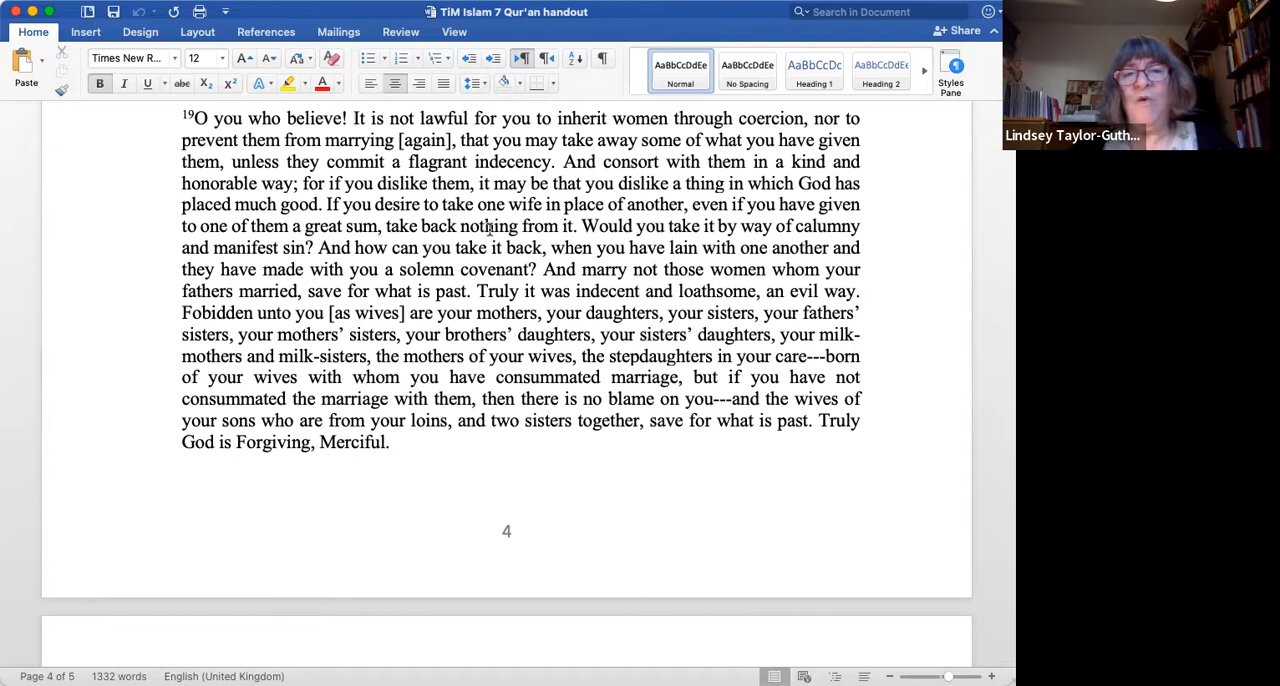 TiM Islam 7 Qur'an handout
Search in Document
Home Insert Design Layout References Mailings Review View
Share
Paste
Times New R... 12
AaBbCcDdEe AaBbCcDdEe AaBbCcDc AaBbCcDdEe
Normal No Spacing Heading 1 Heading 2
Styles
Pane
Lindsey Taylor-Guth...
19O you who believe! It is not lawful for you to inherit women through coercion, nor to
prevent them from marrying [again], that you may take away some of what you have given
them, unless they commit a flagrant indecency. And consort with them in a kind and
honorable way; for if you dislike them, it may be that you dislike a thing in which God has
placed much good. If you desire to take one wife in place of another, even if you have given
to one of them a great sum, take back nothing from it. Would you take it by way of calumny
and manifest sin? And how can you take it back, when you have lain with one another and
they have made with you a solemn covenant? And marry not those women whom your
fathers married, save for what is past. Truly it was indecent and loathsome, an evil way.
Fobidden unto you [as wives] are your mothers, your daughters, your sisters, your fathers’
sisters, your mothers’ sisters, your brothers’ daughters, your sisters’ daughters, your milk-
mothers and milk-sisters, the mothers of your wives, the stepdaughters in your care---born
of your wives with whom you have consummated marriage, but if you have not
consummated the marriage with them, then there is no blame on you---and the wives of
your sons who are from your loins, and two sisters together, save for what is past. Truly
God is Forgiving, Merciful.
4
Page 4 of 5 1332 words English (United Kingdom)